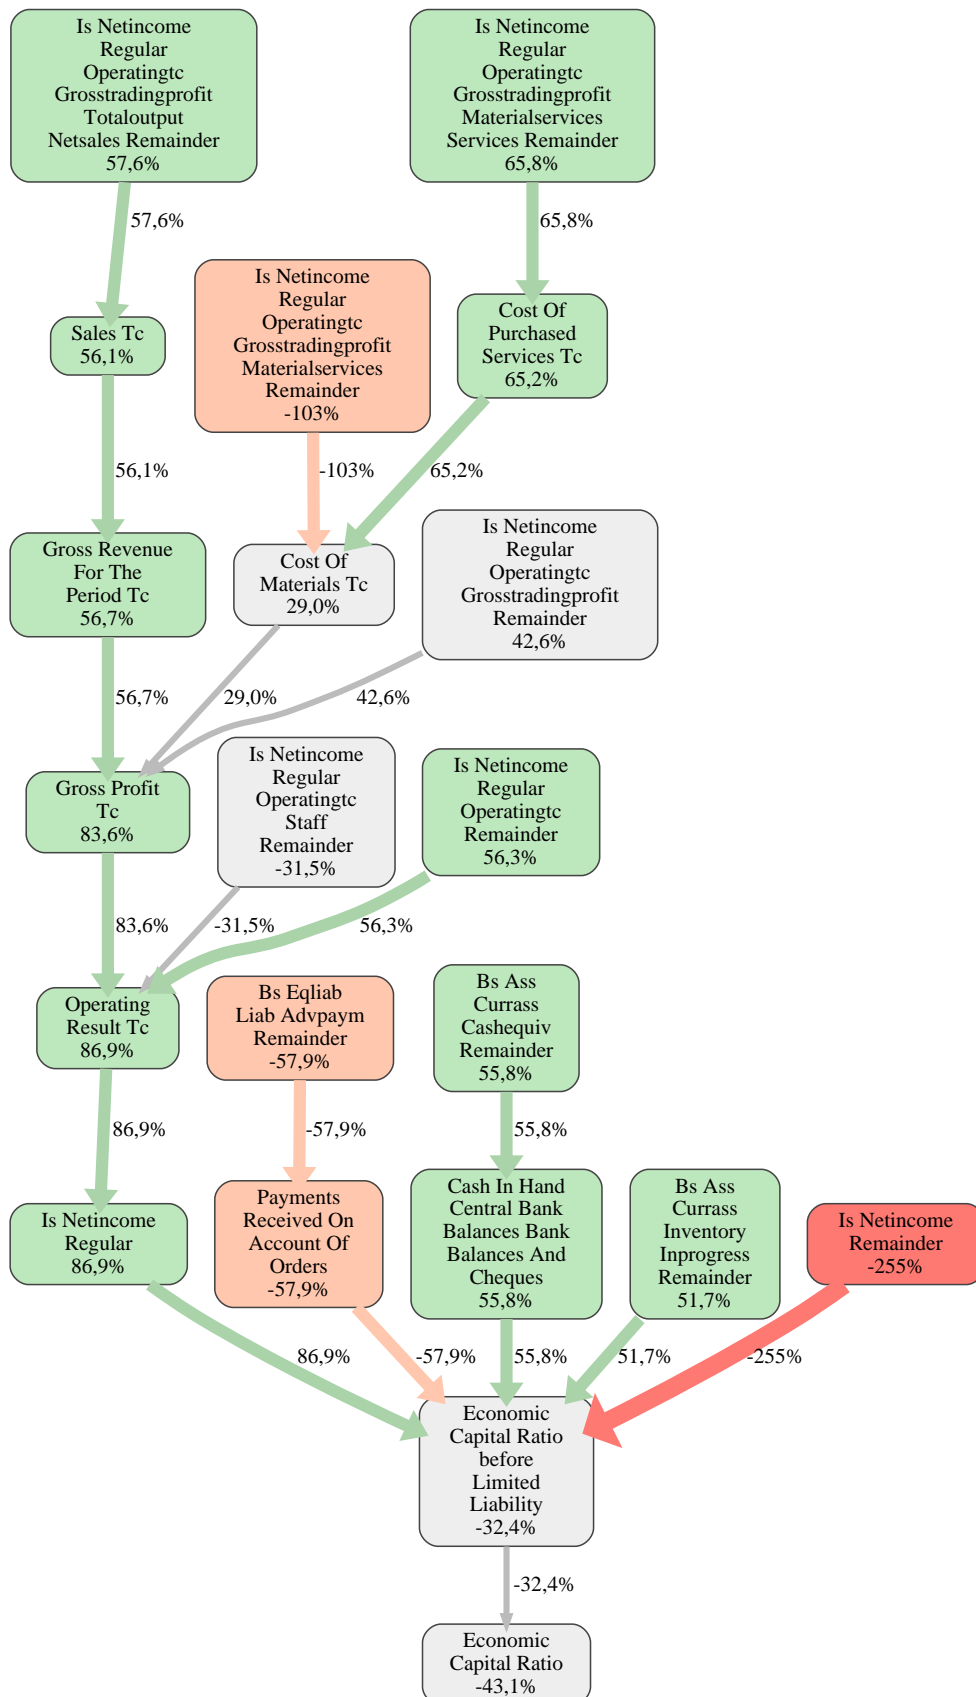 Is Netincome
Regular
Operatingtc
Grosstradingprofit
Totaloutput
Netsales Remainder
57,6%
Is Netincome
Regular
Operatingtc
Grosstradingprofit
Materialservices
Services Remainder
65,8%
57,6%
65,8%
Is Netincome
Regular
Operatingtc
Grosstradingprofit
Materialservices
Remainder
-103%
Sales Tc
56,1%
Cost Of
Purchased
Services Tc
65,2%
56,1%
-103%
65,2%
Gross Revenue
For The
Period Tc
56,7%
Cost Of
Materials Tc
29,0%
Is Netincome
Regular
Operatingtc
Grosstradingprofit
Remainder
42,6%
56,7%
29,0%
42,6%
Gross Profit
Tc
83,6%
Is Netincome
Regular
Operatingtc
Staff
Remainder
-31,5%
Is Netincome
Regular
Operatingtc
Remainder
56,3%
83,6%
-31,5%
56,3%
Operating
Result Tc
86,9%
Bs Eqliab
Liab Advpaym
Remainder
-57,9%
Bs Ass
Currass
Cashequiv
Remainder
55,8%
86,9%
-57,9%
55,8%
Is Netincome
Regular
86,9%
Payments
Received On
Account Of
Orders
-57,9%
Cash In Hand
Central Bank
Balances Bank
Balances And
Cheques
55,8%
Bs Ass
Currass
Inventory
Inprogress
Remainder
51,7%
Is Netincome
Remainder
-255%
86,9%
-57,9%
55,8%
51,7%
-255%
Economic
Capital Ratio
before
Limited
Liability
-32,4%
-32,4%
Economic
Capital Ratio
-43,1%